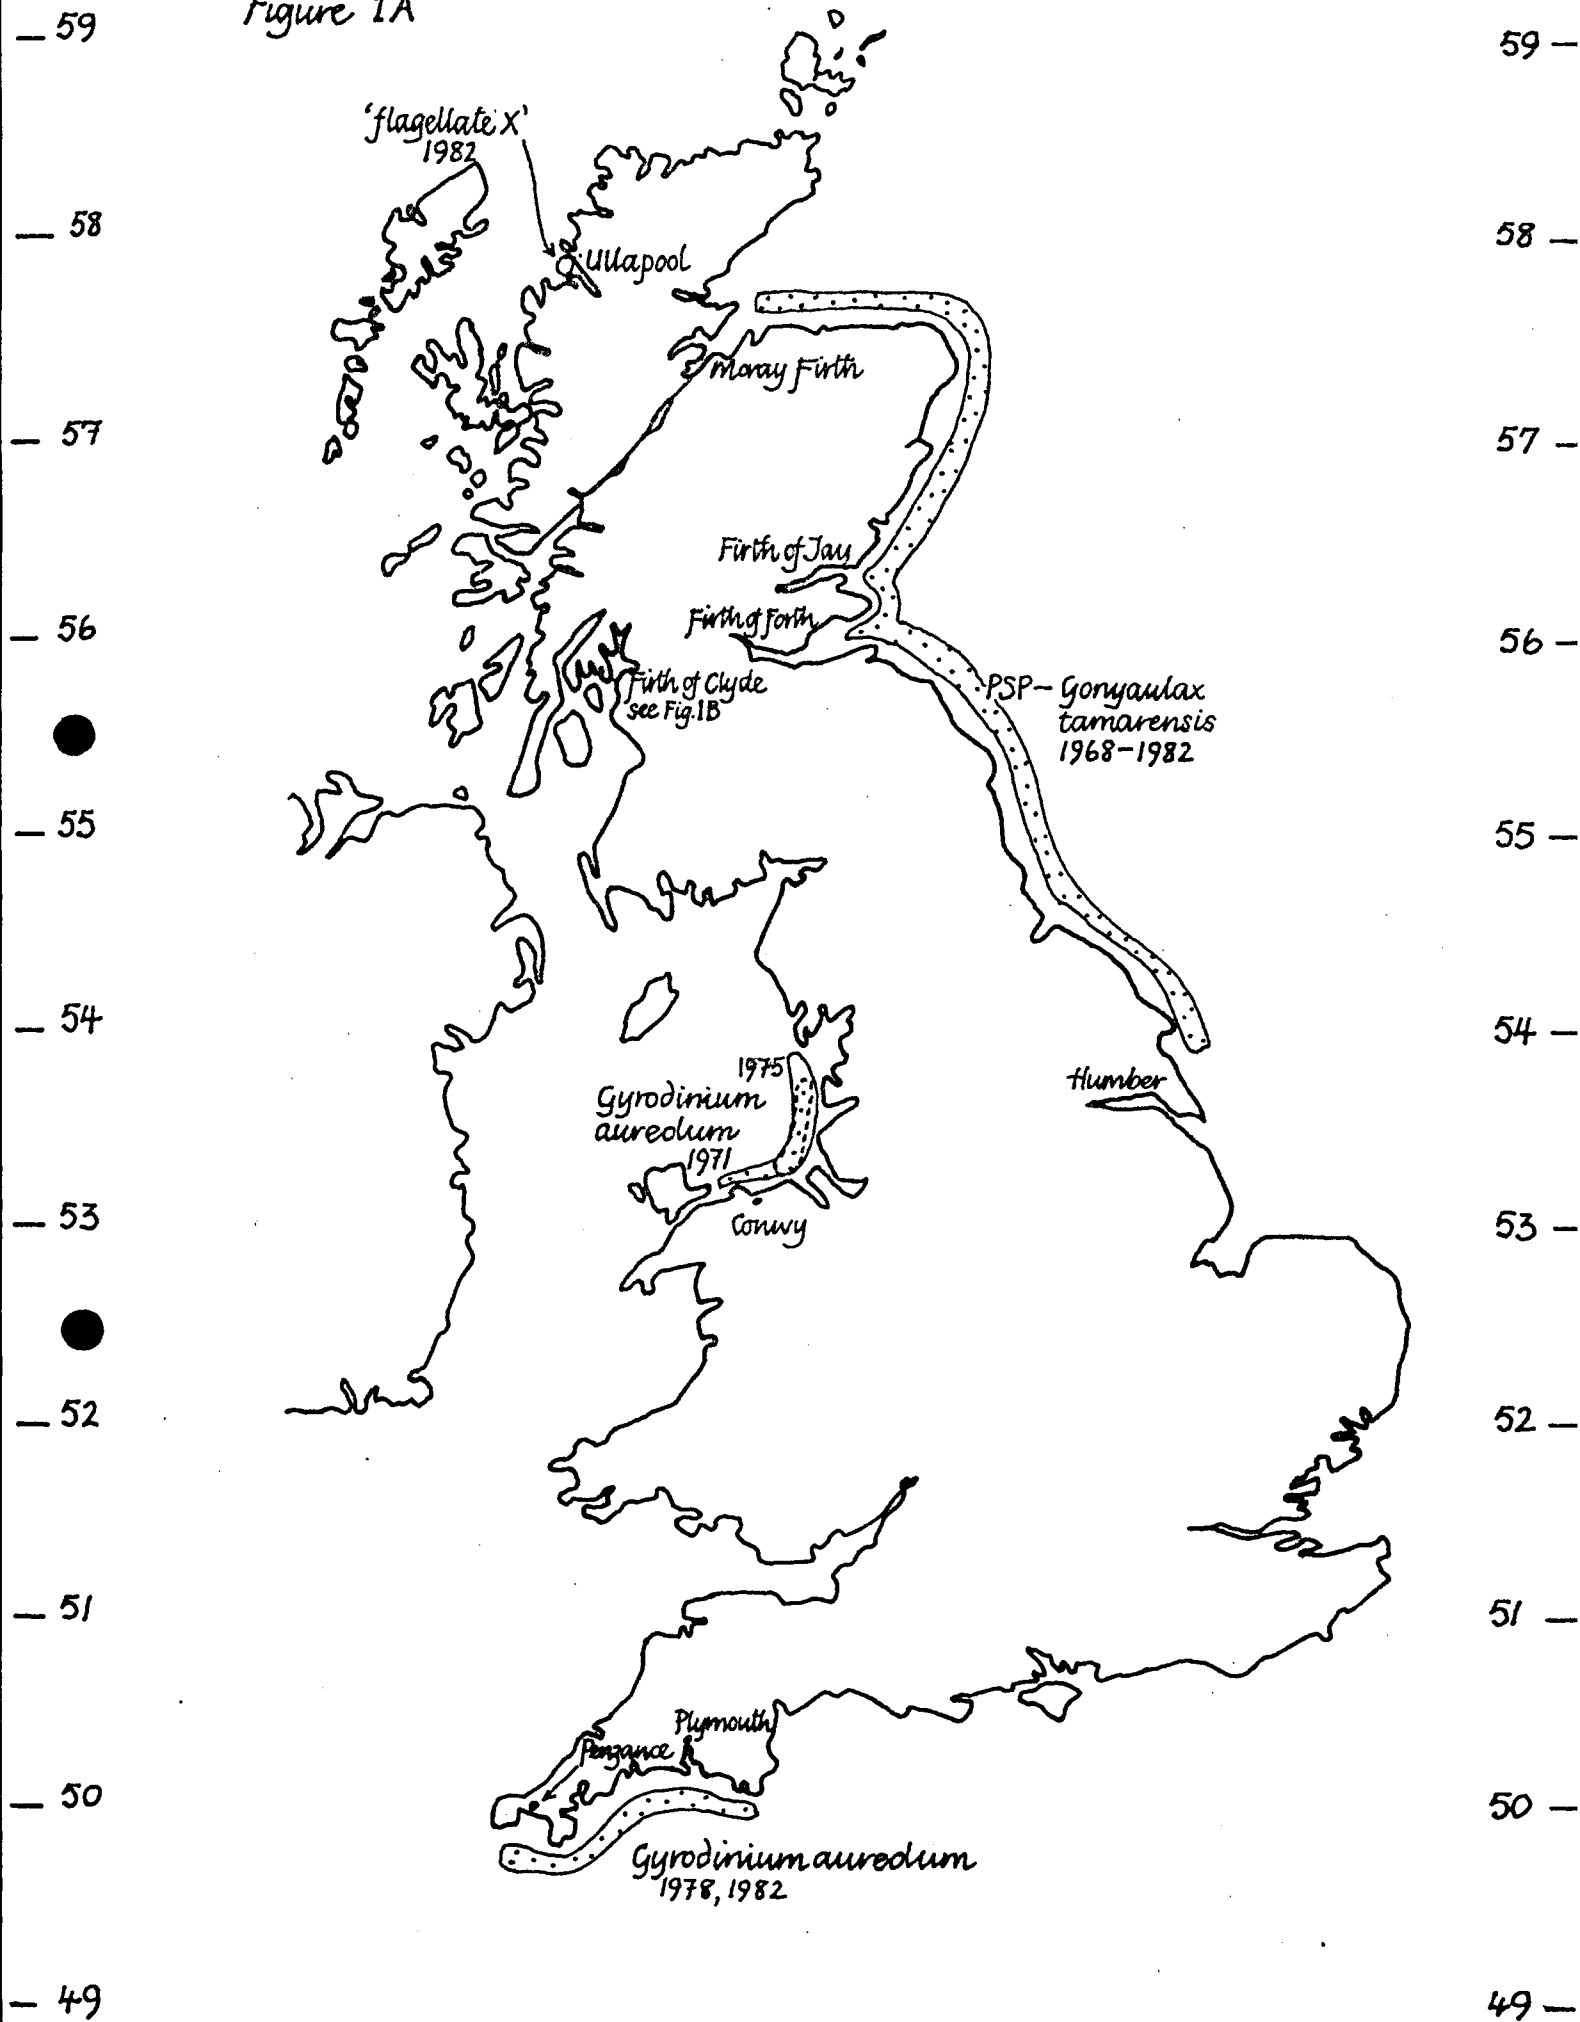 Figure 1A
59
59
'flagellate X'
1982
58
58
Ullapool
Moray Firth
57
57
Firth of Tay
Firth of Forth
56
56
Firth of Clyde
see Fig.1B
PSP- Gonyaulax
tamarensis
1968-1982
55
55
54
54
1975
Gyrodinium
aureolum
1971
Humber
Conwy
53
53
52
52
51
51
Plymouth
Penzance
50
50
Gyrodinium aureolum
1978, 1982
49
49